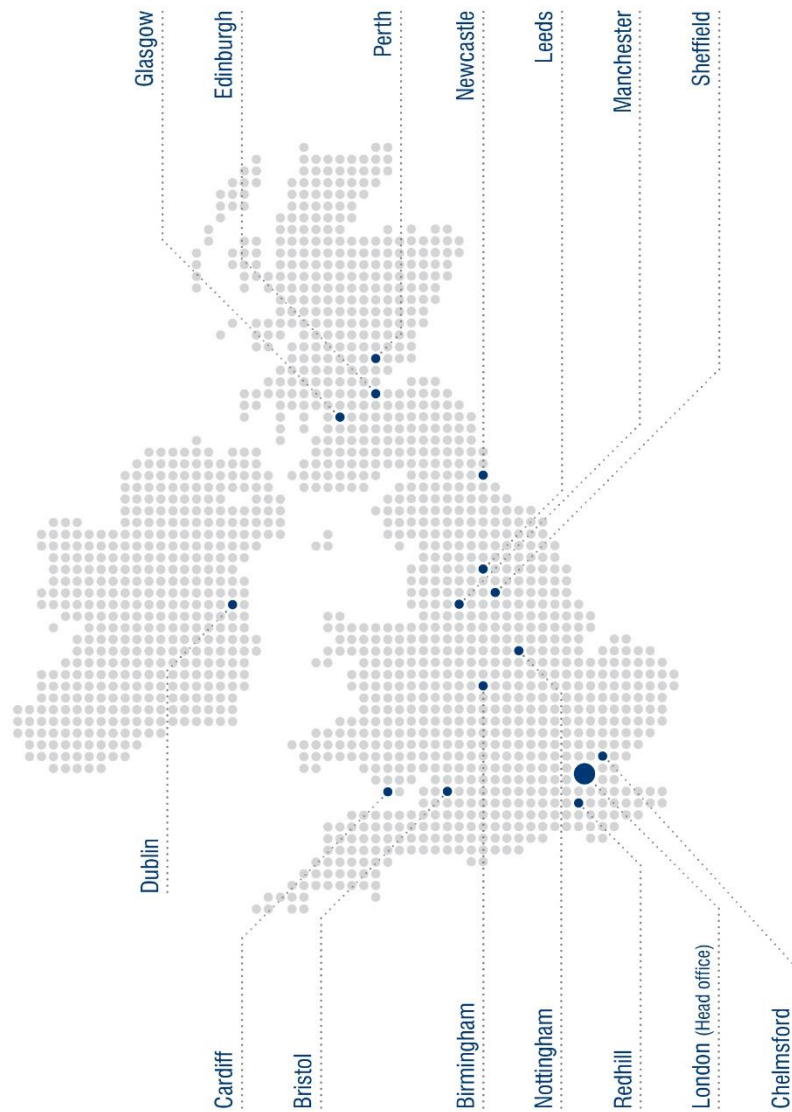 Glasgow
Edinburgh
Perth
Newcastle
Leeds
Manchester
Sheffield
Dublin
Cardiff
Bristol
Birmingham
Nottingham
Redhill
London (Head office)
Chelmsford